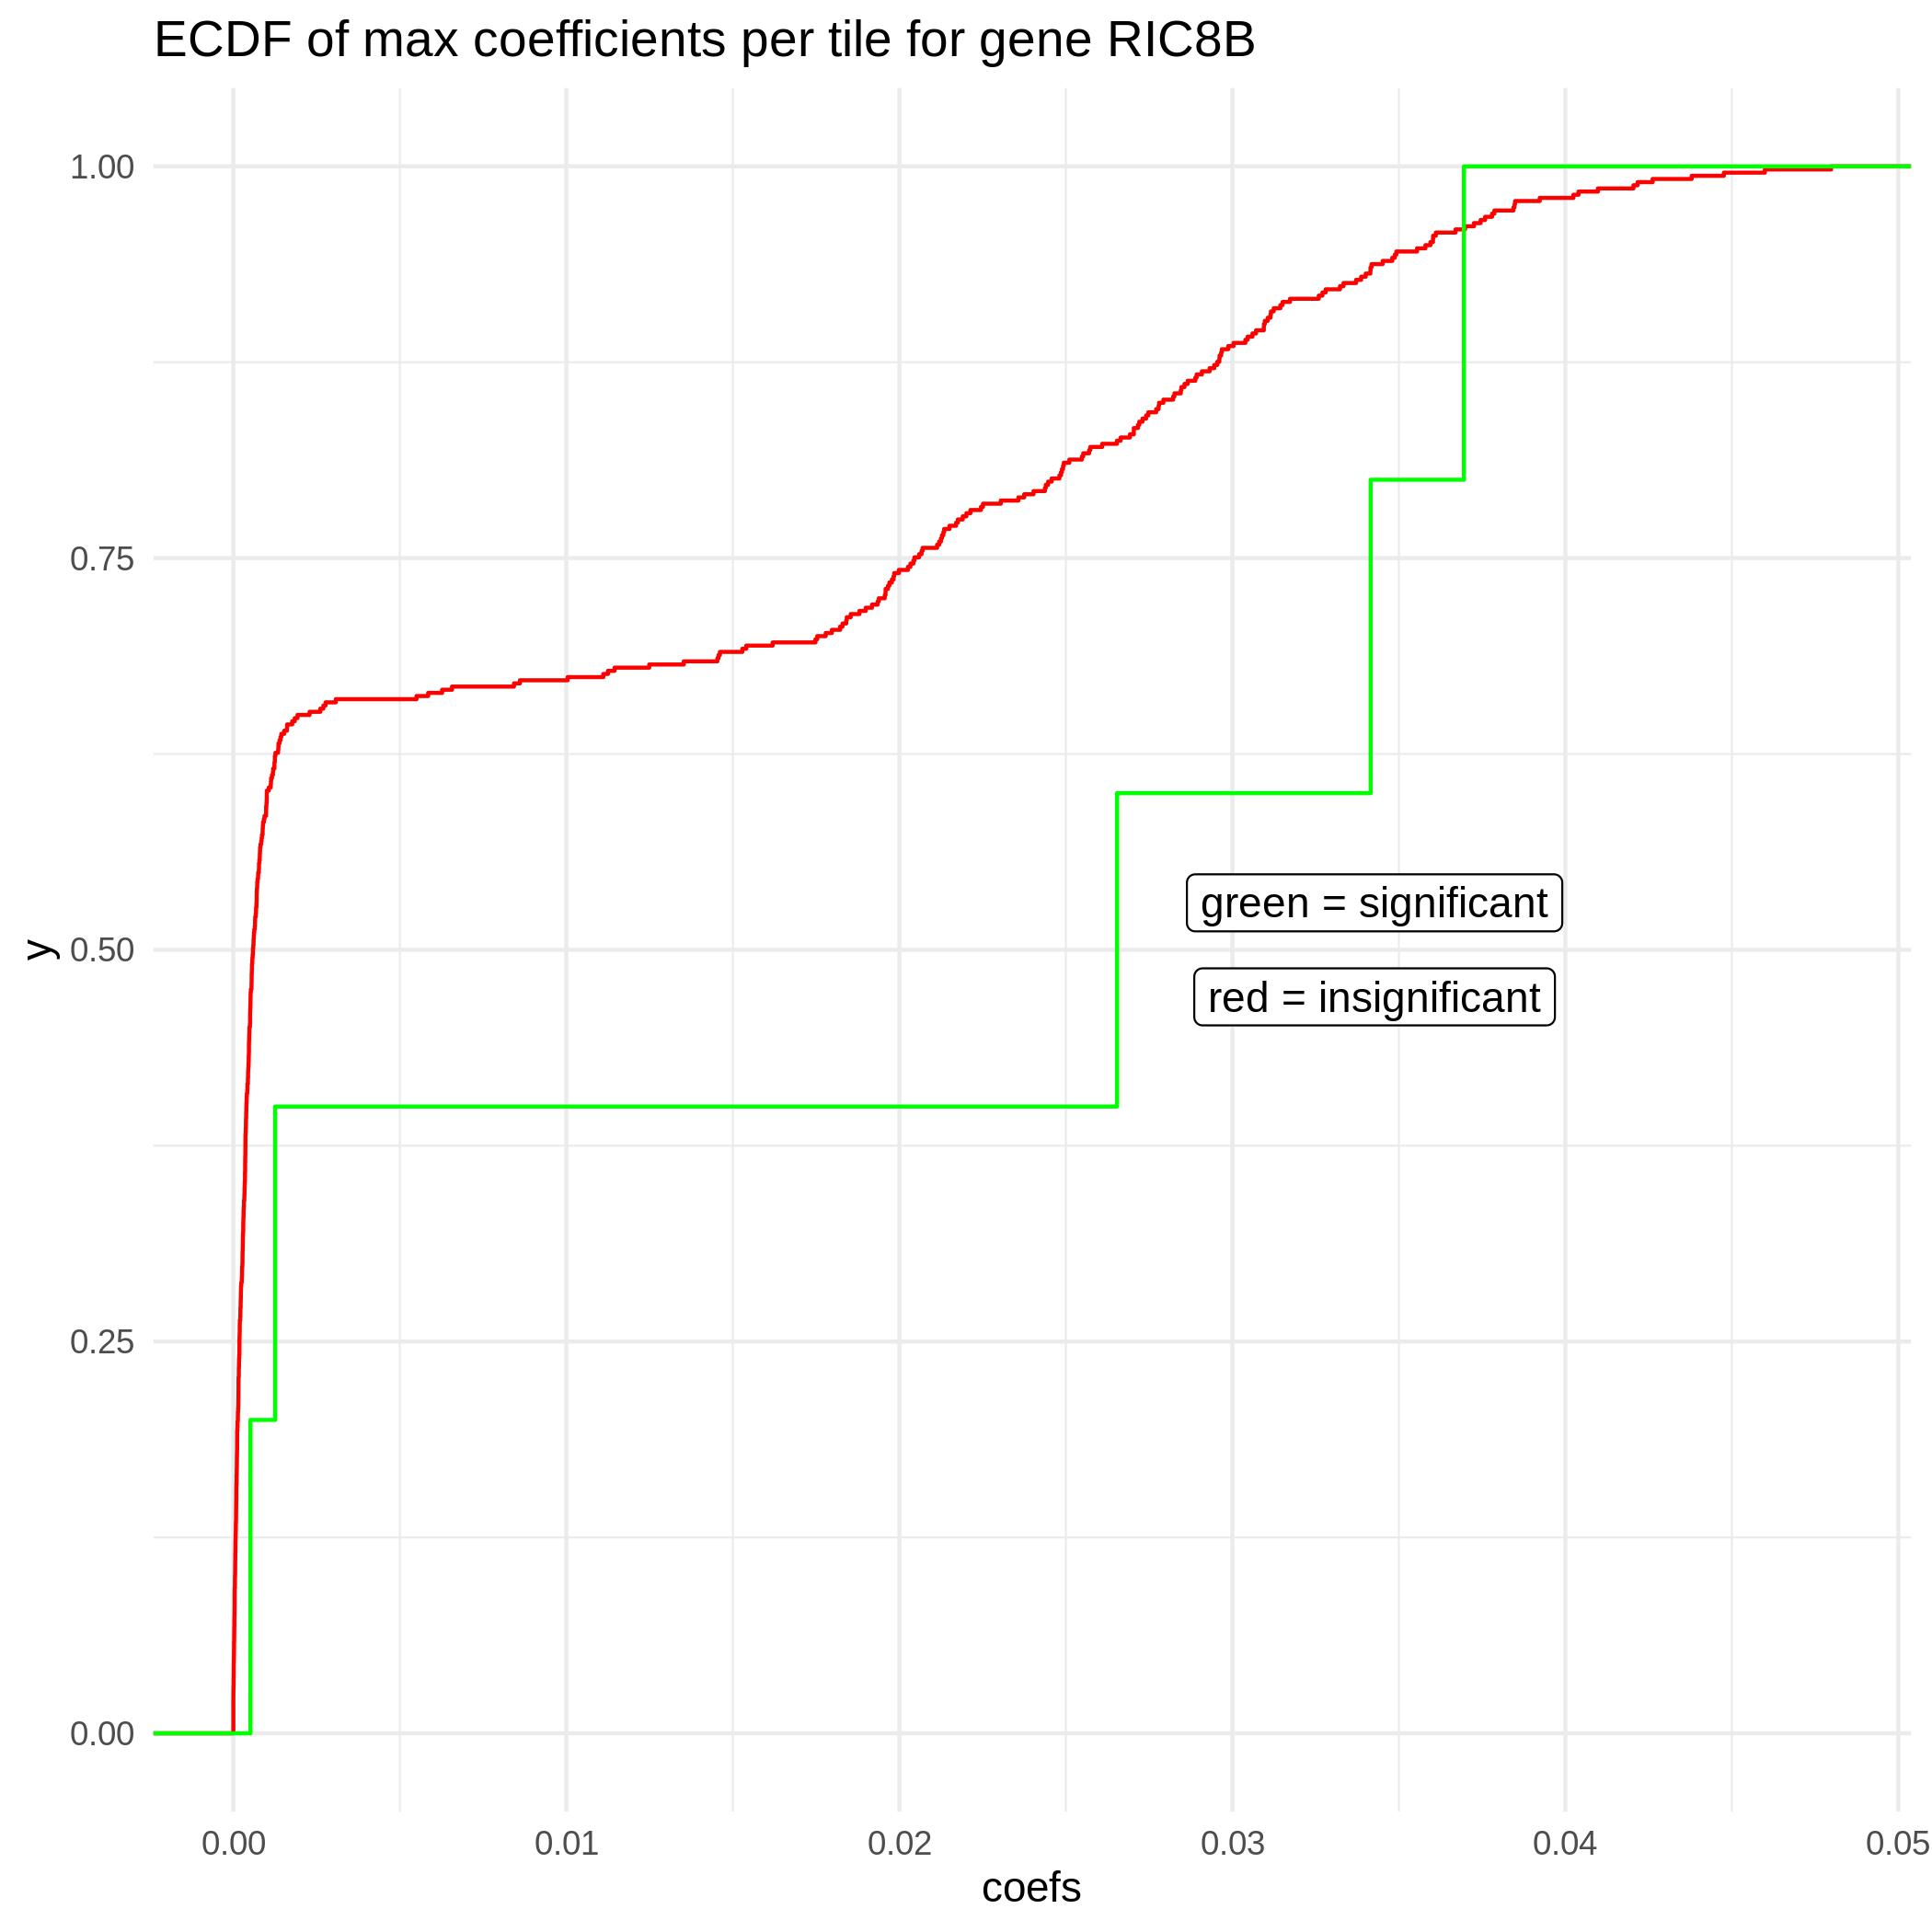 ECDF of max coefficients per tile for gene RIC8B
1.00
0.75
0.50
0.25
0.00
y
green = significant
red = insignificant
0.00 0.01 0.02 0.03 0.04 0.05
coefs